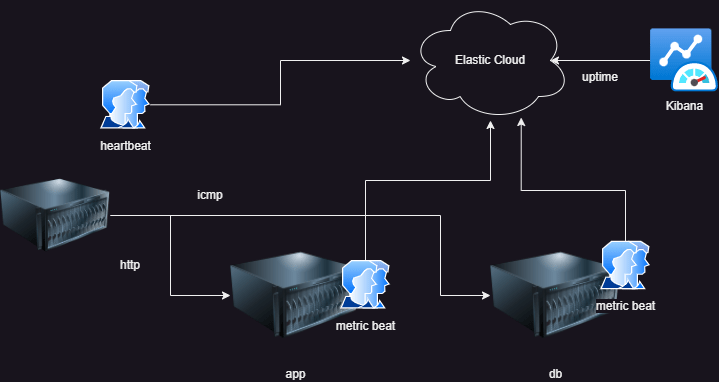 Elastic Cloud
uptime
Kibana
heartbeat
icmp
http
metric beat
metric beat
app
db